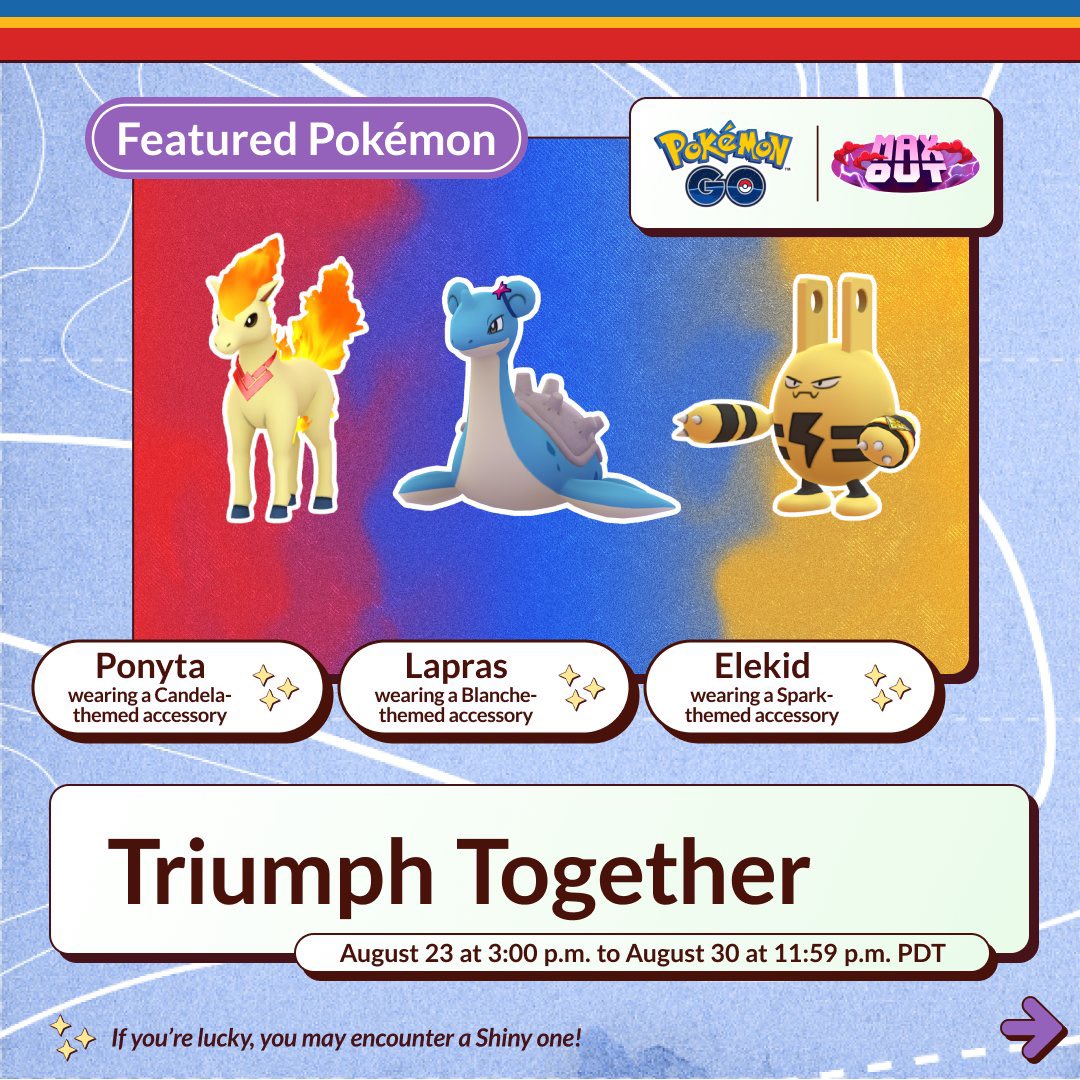 Featured Pokémon
POKéMON
GO
™
MAX
OUT
Ponyta
wearing a Candela-
themed accessory
Lapras
wearing a Blanche-
themed accessory
Elekid
wearing a Spark-
themed accessory
Triumph Together
August 23 at 3:00 p.m. to August 30 at 11:59 p.m. PDT
If you're lucky, you may encounter a Shiny one!